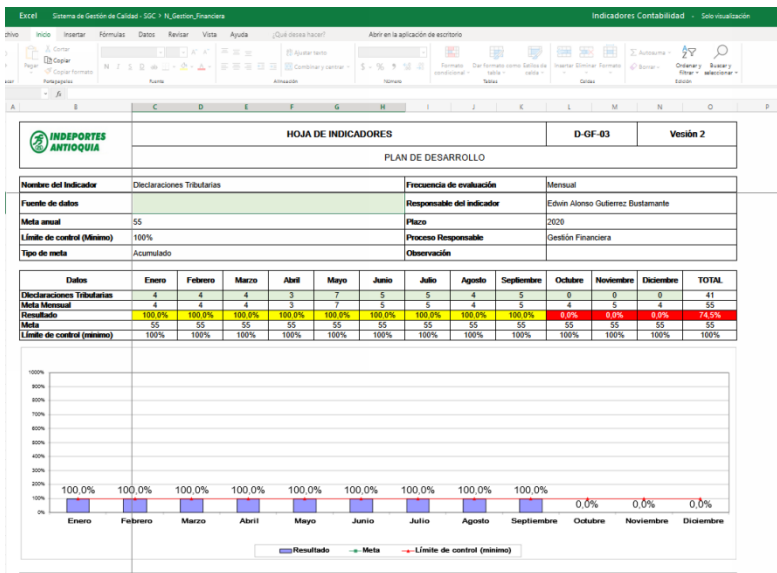 Excel Sistema de Gestión de Calidad - SGC > N_Gestion_Financiera Indicadores Contabilidad - Solo visualización
chivo Inicio Insertar Fórmulas Datos Revisar Vista Ayuda ¿Qué desea hacer? Abrir en la aplicación de escritorio
Pegar Cortar Copiar Copiar formato
Ajustar texto Combinar y centrar
Formato condicional Dar formato como tabla Estilos de celda Insertar Eliminar Formato Autosuma Borrar Ordenar y filtrar Buscar y seleccionar
Portapapeles Fuente Alineación Número Tablas Celdas Edición
fx
A B C D E F G H I J K L M N O P
INDEPORTES ANTIOQUIA HOJA DE INDICADORES D-GF-03 Vesión 2
PLAN DE DESARROLLO
Nombre del Indicador Dleclaraciones Tributarias Frecuencia de evaluación Mensual
Fuente de datos Responsable del indicador Edwin Alonso Gutierrez Bustamante
Meta anual 55 Plazo 2020
Límite de control (Mínimo) 100% Proceso Responsable Gestión Financiera
Tipo de meta Acumulado Observación
Datos Enero Febrero Marzo Abril Mayo Junio Julio Agosto Septiembre Octubre Noviembre Diciembre TOTAL
Dleclaraciones Tributarias 4 4 4 3 7 5 5 4 5 0 0 0 41
Meta Mensual 4 4 4 3 7 5 5 4 5 4 5 4 55
Resultado 100,0% 100,0% 100,0% 100,0% 100,0% 100,0% 100,0% 100,0% 100,0% 0,0% 0,0% 0,0% 74,5%
Meta 55 55 55 55 55 55 55 55 55 55 55 55 55
Límite de control (mínimo) 100% 100% 100% 100% 100% 100% 100% 100% 100% 100% 100% 100% 100%
1000%
900%
800%
700%
600%
500%
400%
300%
200%
100% 100,0% 100,0% 100,0% 100,0% 100,0% 100,0% 100,0% 100,0% 100,0% 0,0% 0,0% 0,0%
0%
Enero Febrero Marzo Abril Mayo Junio Julio Agosto Septiembre Octubre Noviembre Diciembre
Resultado Meta Límite de control (mínimo)